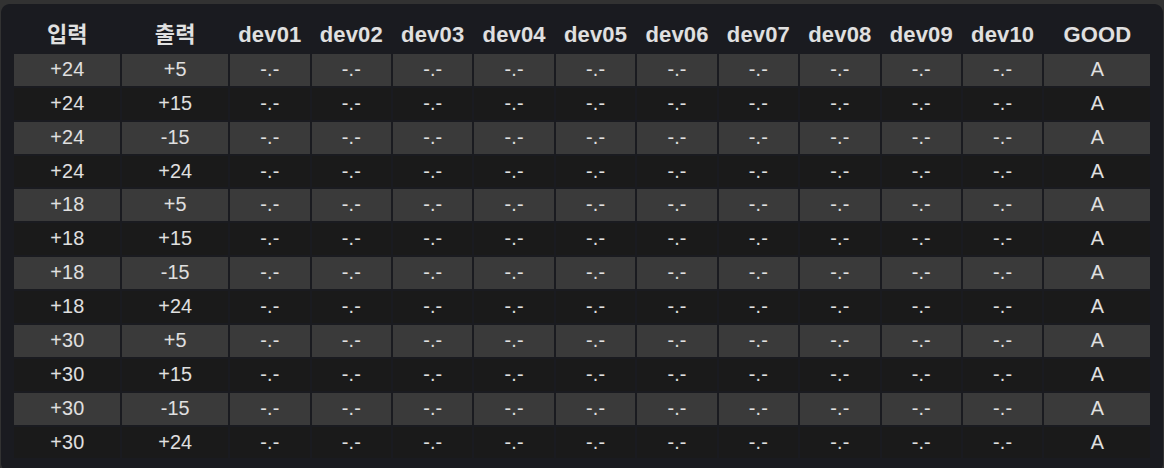 입력 출력 dev01 dev02 dev03 dev04 dev05 dev06 dev07 dev08 dev09 dev10 GOOD
+24 +5 -.- -.- -.- -.- -.- -.- -.- -.- -.- -.- A
+24 +15 -.- -.- -.- -.- -.- -.- -.- -.- -.- -.- A
+24 -15 -.- -.- -.- -.- -.- -.- -.- -.- -.- -.- A
+24 +24 -.- -.- -.- -.- -.- -.- -.- -.- -.- -.- A
+18 +5 -.- -.- -.- -.- -.- -.- -.- -.- -.- -.- A
+18 +15 -.- -.- -.- -.- -.- -.- -.- -.- -.- -.- A
+18 -15 -.- -.- -.- -.- -.- -.- -.- -.- -.- -.- A
+18 +24 -.- -.- -.- -.- -.- -.- -.- -.- -.- -.- A
+30 +5 -.- -.- -.- -.- -.- -.- -.- -.- -.- -.- A
+30 +15 -.- -.- -.- -.- -.- -.- -.- -.- -.- -.- A
+30 -15 -.- -.- -.- -.- -.- -.- -.- -.- -.- -.- A
+30 +24 -.- -.- -.- -.- -.- -.- -.- -.- -.- -.- A